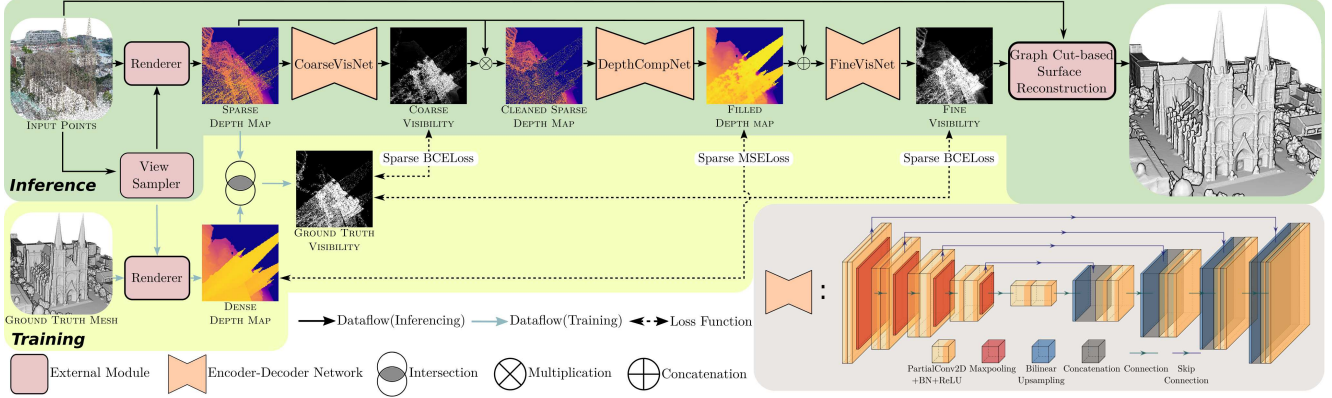 Renderer
CoarseVisNet
DepthCompNet
FineVisNet
Graph Cut-based
Surface
Reconstruction
INPUT POINTS
SPARSE
DEPTH MAP
COARSE
VISIBILITY
CLEANED SPARSE
DEPTH MAP
FILLED
DEPTH MAP
FINE
VISIBILITY
View
Sampler
Inference
Sparse BCELoss
Sparse MSELoss
Sparse BCELoss
GROUND TRUTH
VISIBILITY
Renderer
GROUND TRUTH MESH
DENSE
DEPTH MAP
Training
Dataflow(Inferencing)
Dataflow(Training)
Loss Function
External Module
Encoder-Decoder Network
Intersection
Multiplication
Concatenation
:
PartialConv2D
+BN+ReLU
Maxpooling
Bilinear
Upsampling
Concatenation
Connection
Skip
Connection